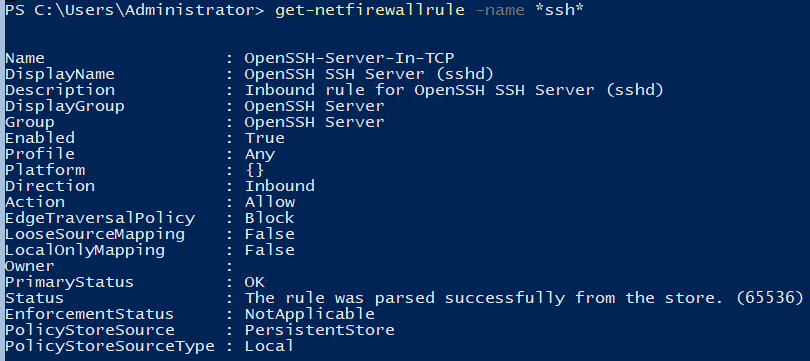 PS C:\Users\Administrator> get-netfirewallrule -name *ssh*
Name : OpenSSH-Server-In-TCP
DisplayName : OpenSSH SSH Server (sshd)
Description : Inbound rule for OpenSSH SSH Server (sshd)
DisplayGroup : OpenSSH Server
Group : OpenSSH Server
Enabled : True
Profile : Any
Platform : {}
Direction : Inbound
Action : Allow
EdgeTraversalPolicy : Block
LooseSourceMapping : False
LocalOnlyMapping : False
Owner :
PrimaryStatus : OK
Status : The rule was parsed successfully from the store. (65536)
EnforcementStatus : NotApplicable
PolicyStoreSource : PersistentStore
PolicyStoreSourceType : Local